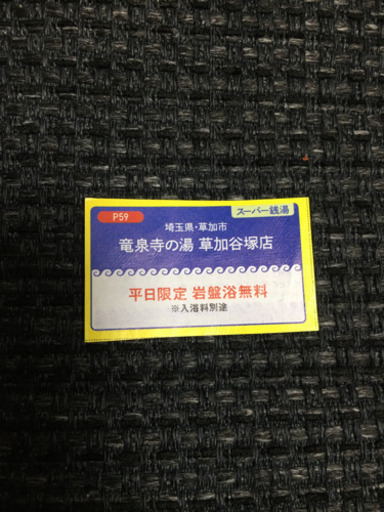 P59
スーパー銭湯
埼玉県・草加市
竜泉寺の湯 草加谷塚店
平日限定 岩盤浴無料
※入浴料別途